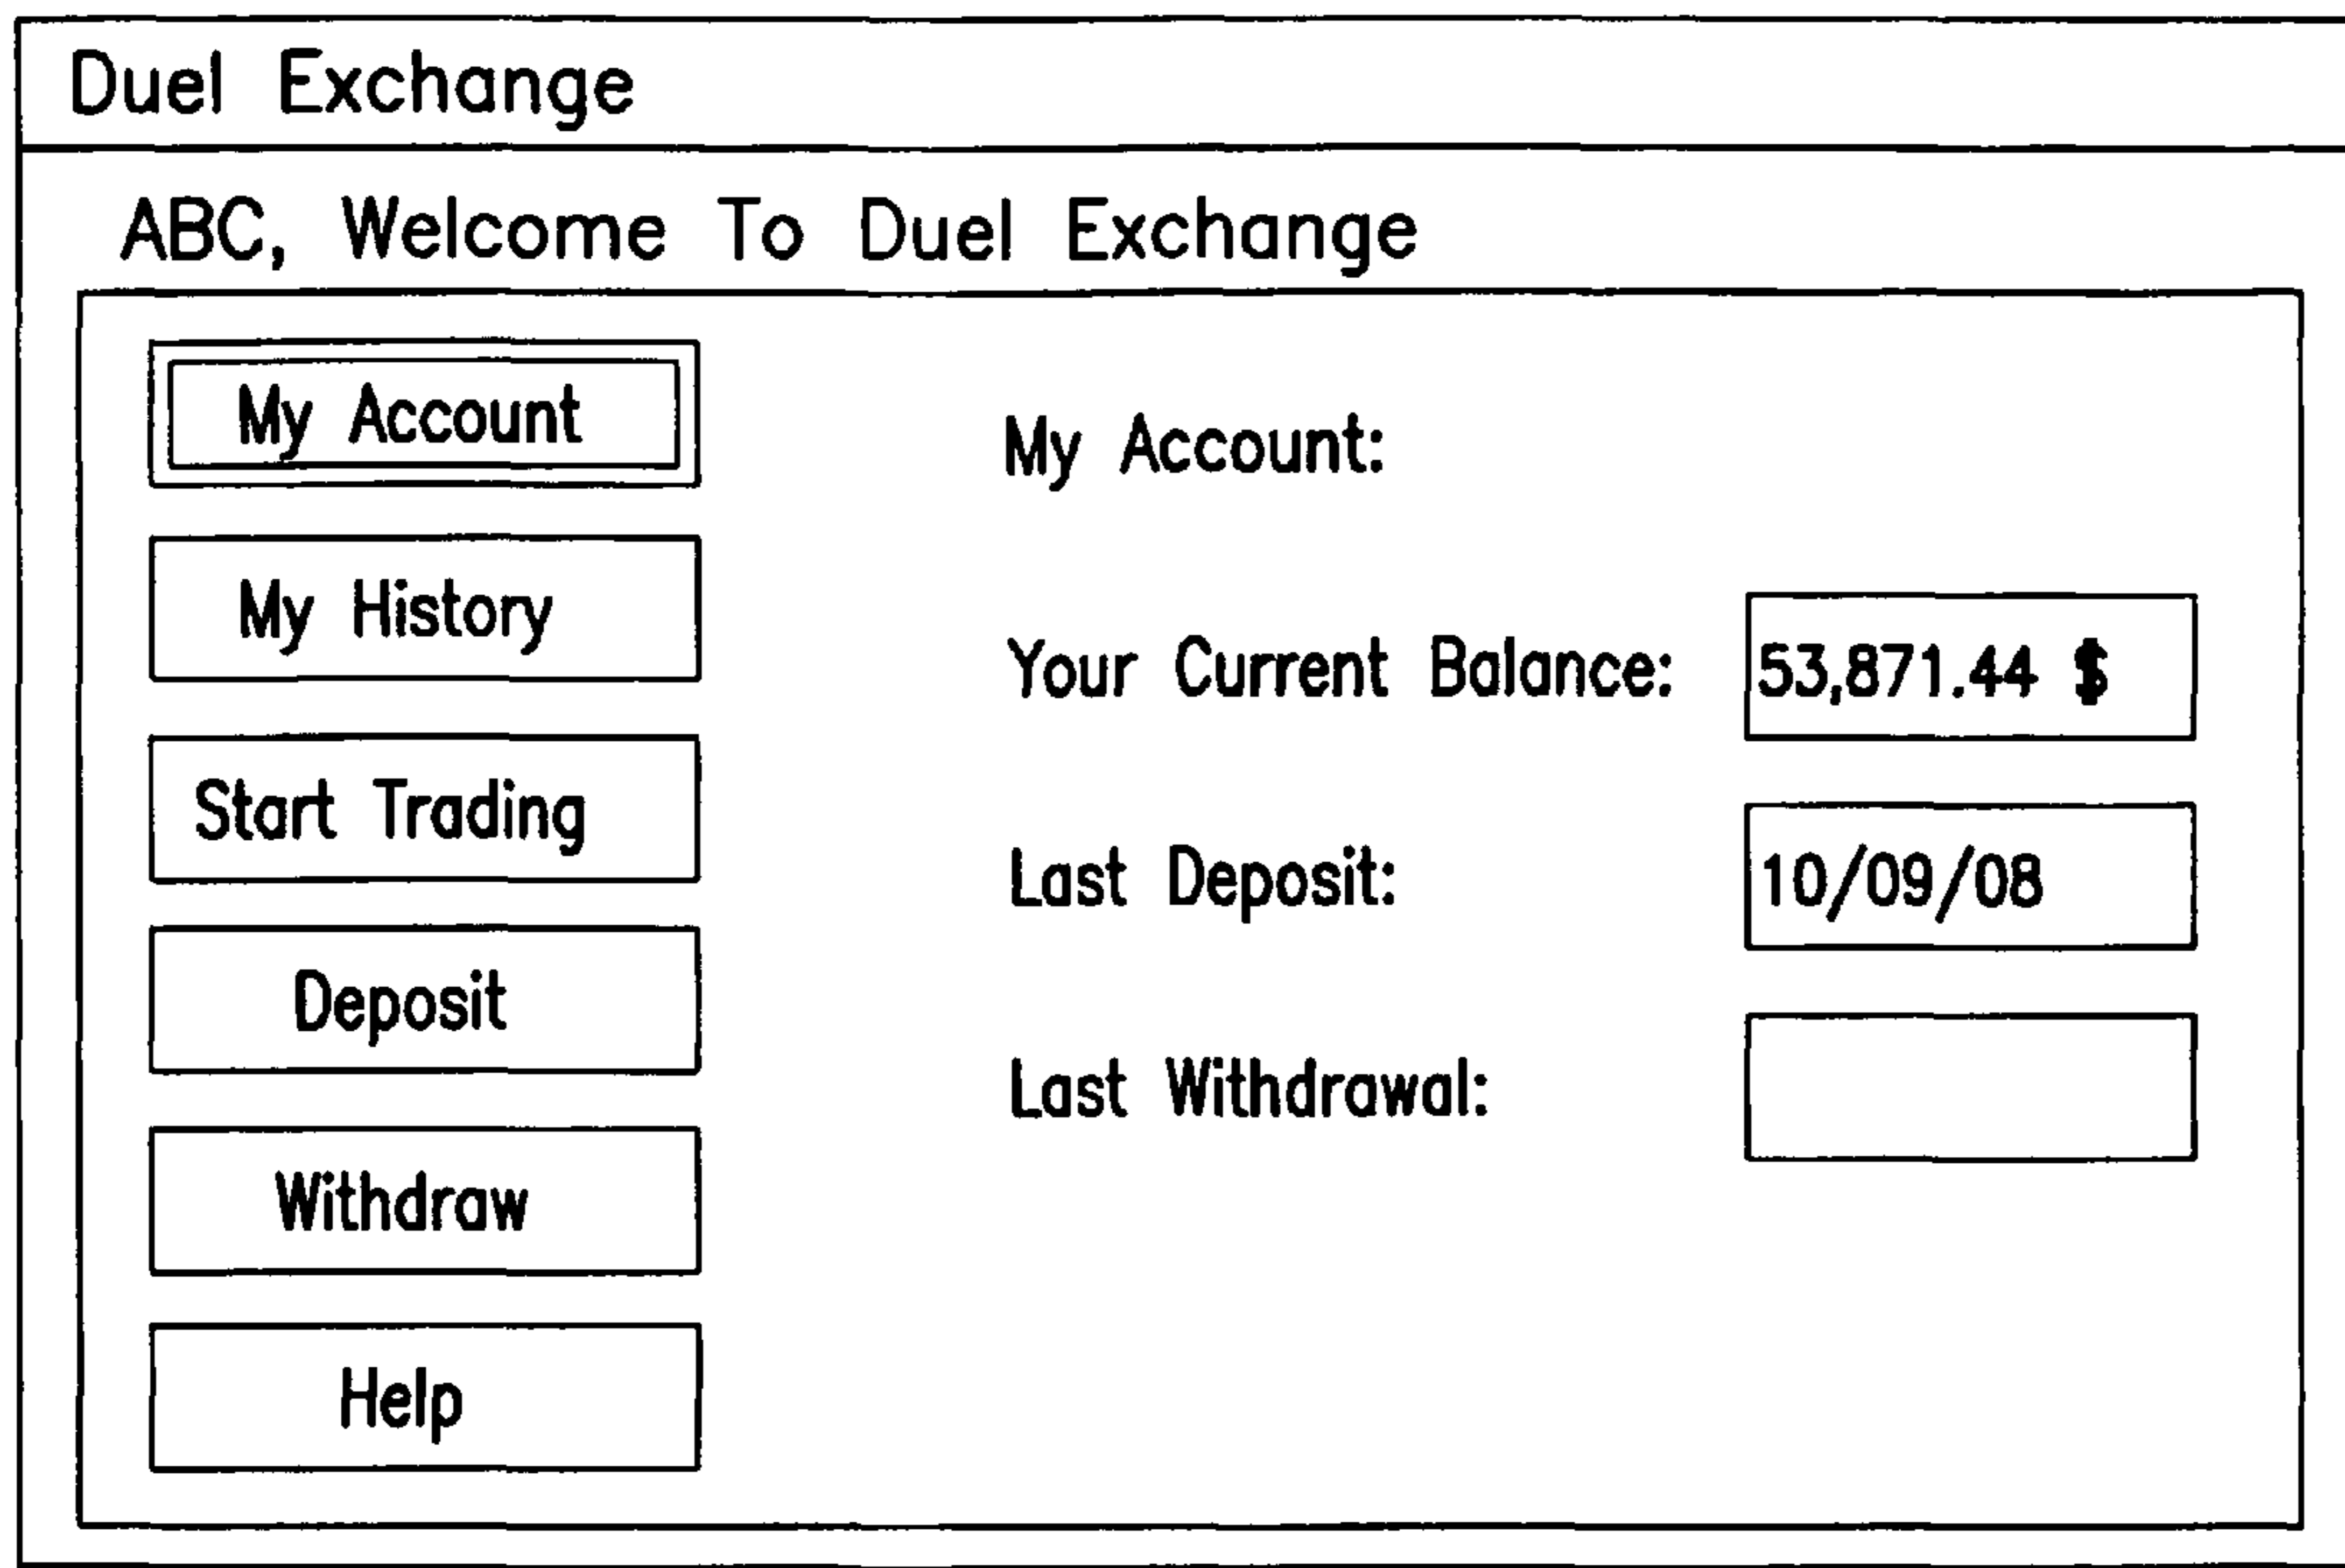 Duel Exchange
ABC, Welcome To Duel Exchange
My Account
My History
Start Trading
Deposit
Withdraw
Help
My Account:
Your Current Balance: 53,871.44 $
Last Deposit: 10/09/08
Last Withdrawal: